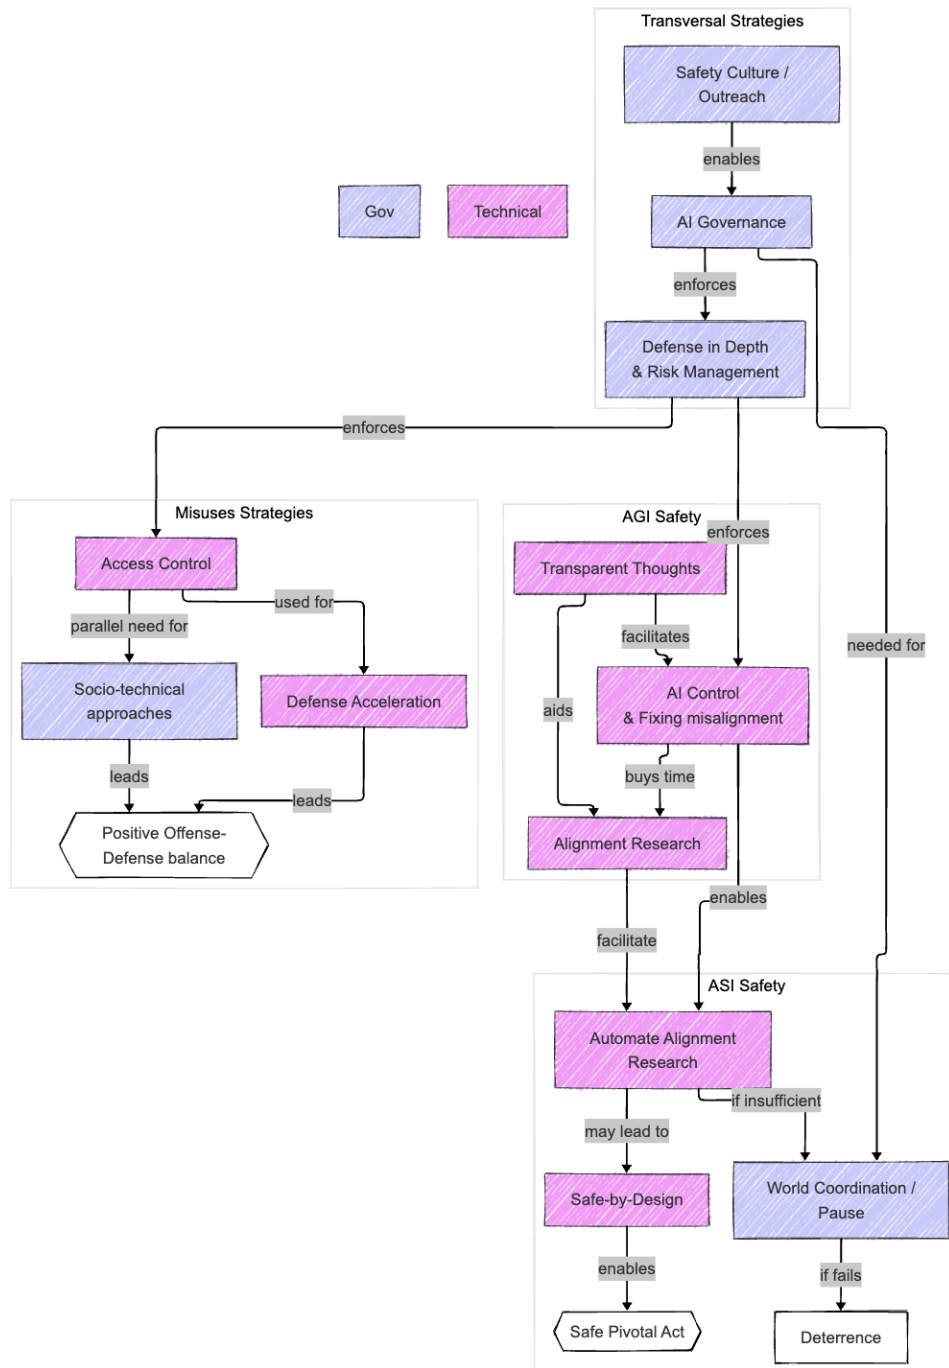 Transversal Strategies
Safety Culture /
Outreach
enables
Gov
Technical
AI Governance
enforces
Defense in Depth
& Risk Management
enforces
Misuses Strategies
Access Control
parallel need for
used for
Socio-technical
approaches
Defense Acceleration
leads
leads
Positive Offense-
Defense balance
AGI Safety
enforces
Transparent Thoughts
facilitates
needed for
AI Control
& Fixing misalignment
aids
buys time
Alignment Research
enables
facilitate
ASI Safety
Automate Alignment
Research
if insufficient
may lead to
Safe-by-Design
World Coordination /
Pause
enables
if fails
Safe Pivotal Act
Deterrence